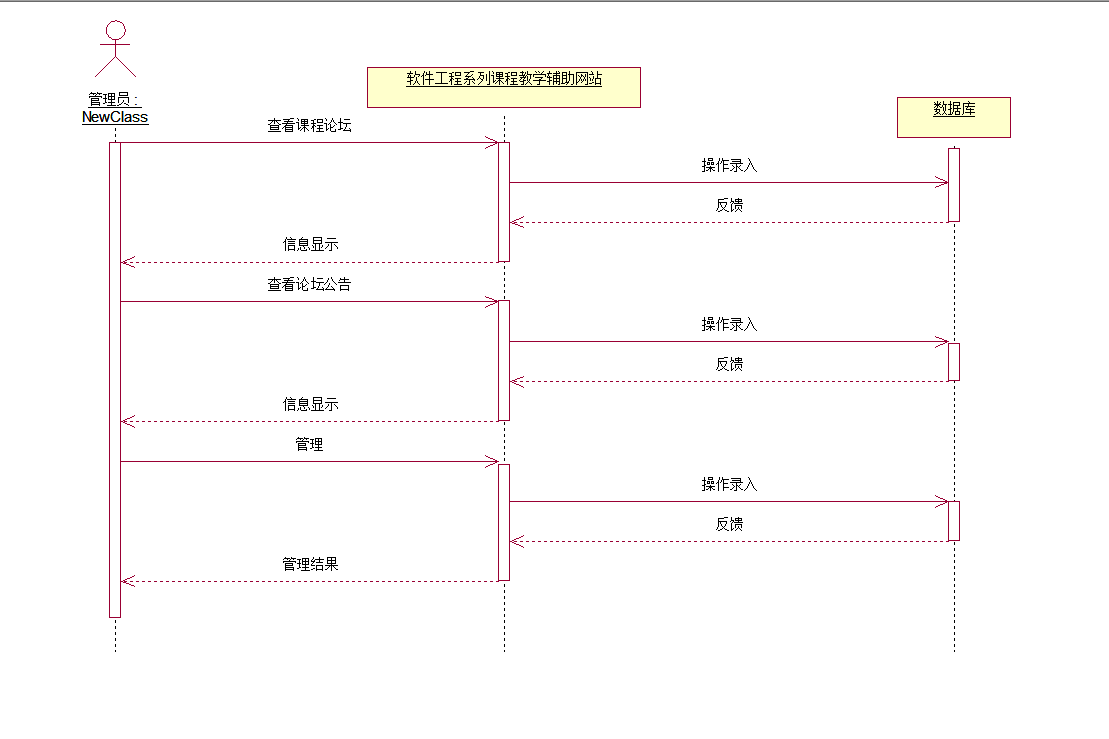 软件工程系列课程教学辅助网站
管理员：
NewClass
数据库
查看课程论坛
操作录入
反馈
信息显示
查看论坛公告
操作录入
反馈
信息显示
管理
操作录入
反馈
管理结果